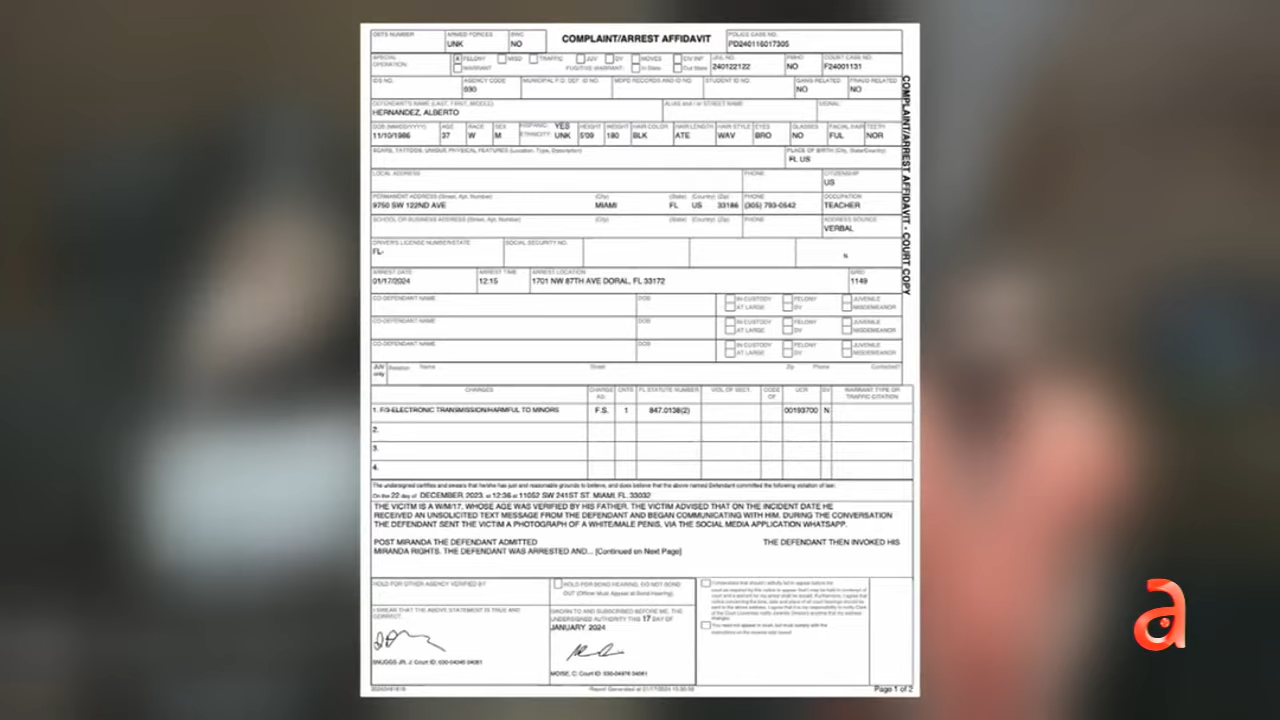 OBTS NUMBER ARMED FORCES RWC COMPLAINT/ARREST AFFIDAVIT POLICE CASE NO.
UNK NO PD240116017305
SPECIAL OPERATION: X FELONY MISD TRAFFIC JUV DV MOVES CIV INF JAIL NO. COURT CASE NO.
WARRANT FUGITIVE WARRANT: In State Out State 240122122 NO F24001131
IDS NO. AGENCY CODE MUNICIPAL P.D. DEF. ID NO. MDPD RECORDS AND ID NO. STUDENT ID NO. GANG RELATED FRAUD RELATED
030 NO NO
DEFENDANT'S NAME (LAST, FIRST, MIDDLE) ALIAS and / or STREET NAME SIGNAL
HERNANDEZ, ALBERTO
DOB (MM/DD/YYYY) AGE RACE SEX HISPANIC YES HEIGHT WEIGHT HAIR COLOR HAIR LENGTH HAIR STYLE EYES GLASSES FACIAL HAIR TEETH
11/10/1986 37 W M ETHNICITY: UNK 5'09 180 BLK ATE WAV BRO NO FUL NOR
SCARS, TATTOOS, UNIQUE PHYSICAL FEATURES (Location, Type, Description) PLACE OF BIRTH (City, State/Country)
FL US
LOCAL ADDRESS PHONE CITIZENSHIP
US
PERMANENT ADDRESS (Street, Apt. Number) (City) (State) (Country) (Zip) PHONE OCCUPATION
9750 SW 122ND AVE MIAMI FL US 33186 (305) 793-0542 TEACHER
SCHOOL OR BUSINESS ADDRESS (Street, Apt. Number) (City) (State) (Country) (Zip) PHONE ADDRESS SOURCE
VERBAL
DRIVER'S LICENSE NUMBER/STATE SOCIAL SECURITY NO.
FL-
N
ARREST DATE ARREST TIME ARREST LOCATION GRID
01/17/2024 12:15 1701 NW 87TH AVE DORAL, FL 33172 1149
CO-DEFENDANT NAME DOB IN CUSTODY FELONY JUVENILE
AT LARGE DV MISDEMEANOR
CO-DEFENDANT NAME DOB IN CUSTODY FELONY JUVENILE
AT LARGE DV MISDEMEANOR
CO-DEFENDANT NAME DOB IN CUSTODY FELONY JUVENILE
AT LARGE DV MISDEMEANOR
JUV only Relation Name Street Zip Phone Contacted?
CHARGES CHARGE AS: CNTS FL STATUTE NUMBER VIOL. OF SECT. CODE OF UCR DV WARRANT TYPE OR TRAFFIC CITATION
1. F/3-ELECTRONIC TRANSMISSION/HARMFUL TO MINORS F.S. 1 847.0138(2) 00193700 N
2.
3.
4.
The undersigned certifies and swears that he/she has just and reasonable grounds to believe, and does believe that the above named Defendant committed the following violation of law:
On the 22 day of DECEMBER, 2023, at 12:36 at 11052 SW 241ST ST MIAMI, FL 33032
THE VICITM IS A W/M/17, WHOSE AGE WAS VERIFIED BY HIS FATHER. THE VICTIM ADVISED THAT ON THE INCIDENT DATE HE
RECEIVED AN UNSOLICITED TEXT MESSAGE FROM THE DEFENDANT AND BEGAN COMMUNICATING WITH HIM. DURING THE CONVERSATION
THE DEFENDANT SENT THE VICTIM A PHOTOGRAPH OF A WHITE/MALE PENIS, VIA THE SOCIAL MEDIA APPLICATION WHATSAPP.
POST MIRANDA THE DEFENDANT ADMITTED THE DEFENDANT THEN INVOKED HIS
MIRANDA RIGHTS. THE DEFENDANT WAS ARRESTED AND... [Continued on Next Page]
HOLD FOR OTHER AGENCY VERIFIED BY HOLD FOR BOND HEARING. DO NOT BOND
OUT (Officer Must Appear at Bond Hearing)
I SWEAR THAT THE ABOVE STATEMENT IS TRUE AND
CORRECT.
SWORN TO AND SUBSCRIBED BEFORE ME, THE
UNDERSIGNED AUTHORITY THIS 17 DAY OF
JANUARY, 2024
SNUGGS JR, J Court ID: 030-04046 04081
MOISE, C: Court ID: 030-04976 04081
Page 1 of 2
COMPLAINT/ARREST AFFIDAVIT - COURT COPY
a